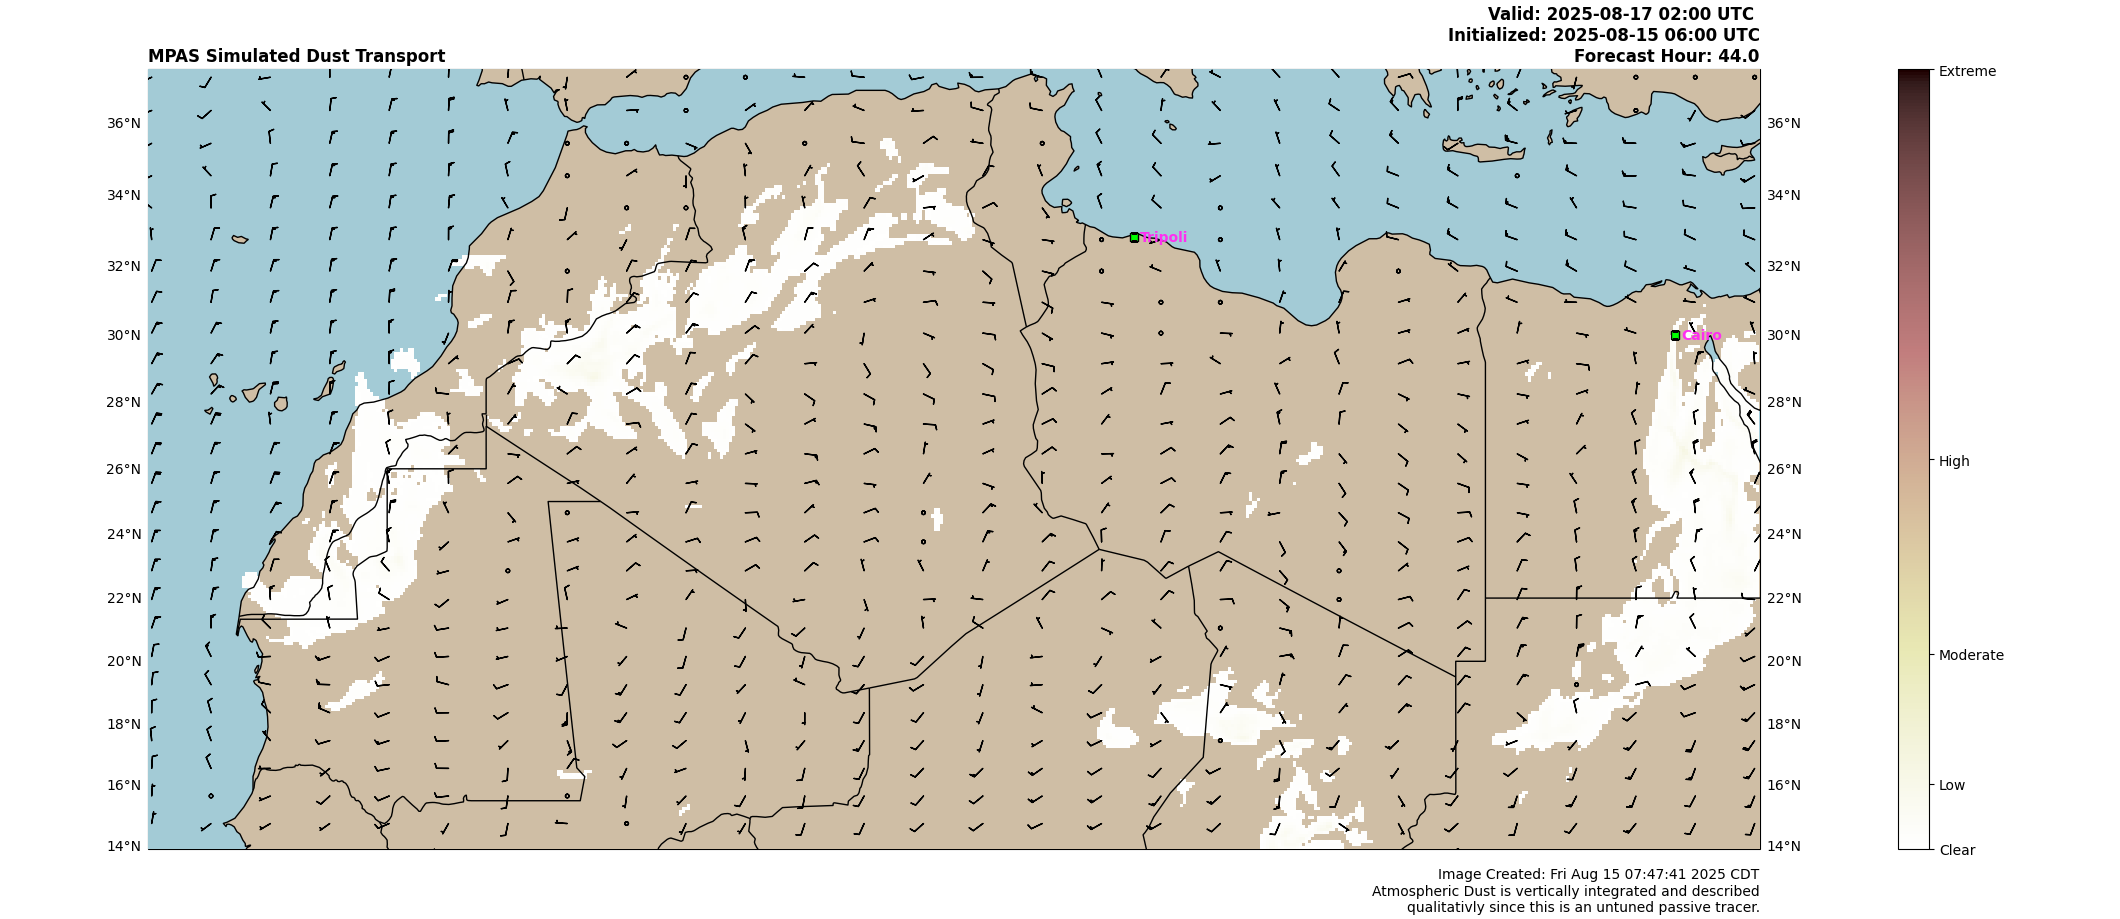 Valid: 2025-08-17 02:00 UTC
Initialized: 2025-08-15 06:00 UTC
MPAS Simulated Dust Transport
Forecast Hour: 44.0
Extreme
36°N
36°N
34°N
34°N
Tripoli
32°N
32°N
30°N
Cairo
30°N
28°N
28°N
High
26°N
26°N
24°N
24°N
22°N
22°N
Moderate
20°N
20°N
18°N
18°N
16°N
16°N
Low
14°N
14°N
Clear
Image Created: Fri Aug 15 07:47:41 2025 CDT
Atmospheric Dust is vertically integrated and described
qualitativly since this is an untuned passive tracer.